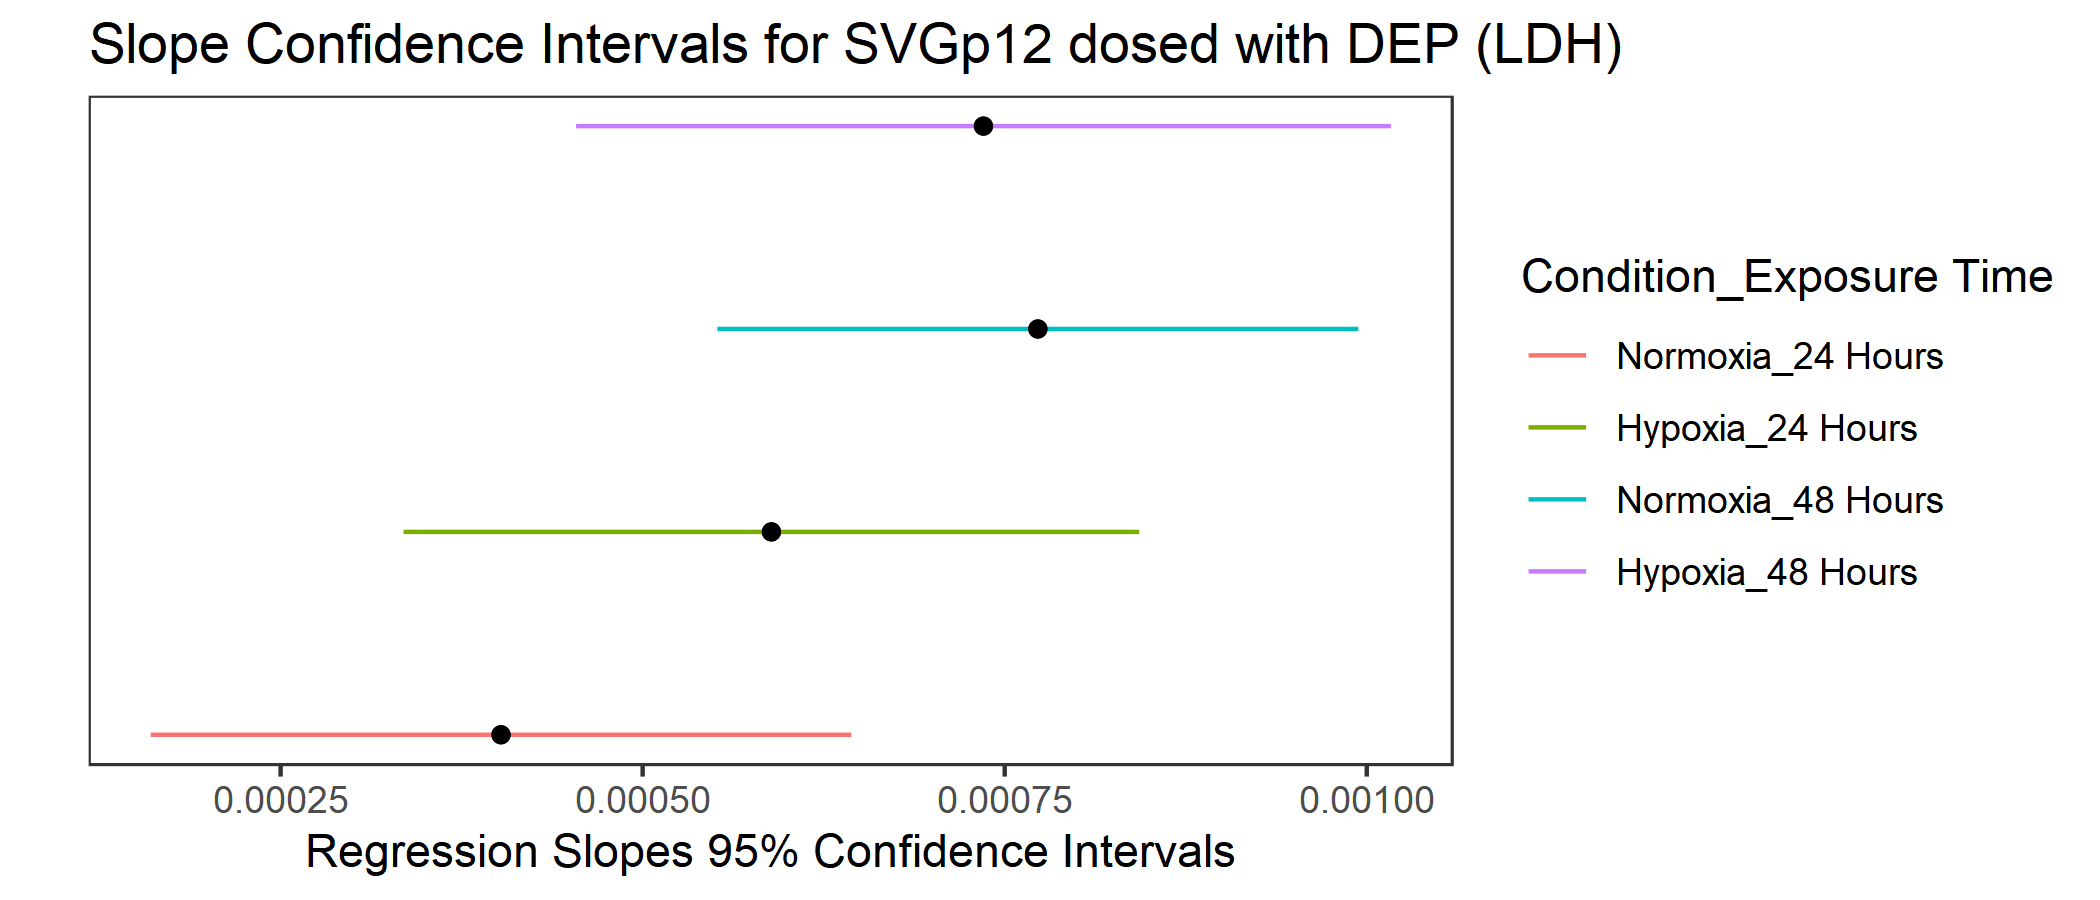 Slope Confidence Intervals for SVGp12 dosed with DEP (LDH)
Condition_Exposure Time
Normoxia_24 Hours
Hypoxia_24 Hours
Normoxia_48 Hours
Hypoxia_48 Hours
0.00025 0.00050 0.00075 0.00100
Regression Slopes 95% Confidence Intervals